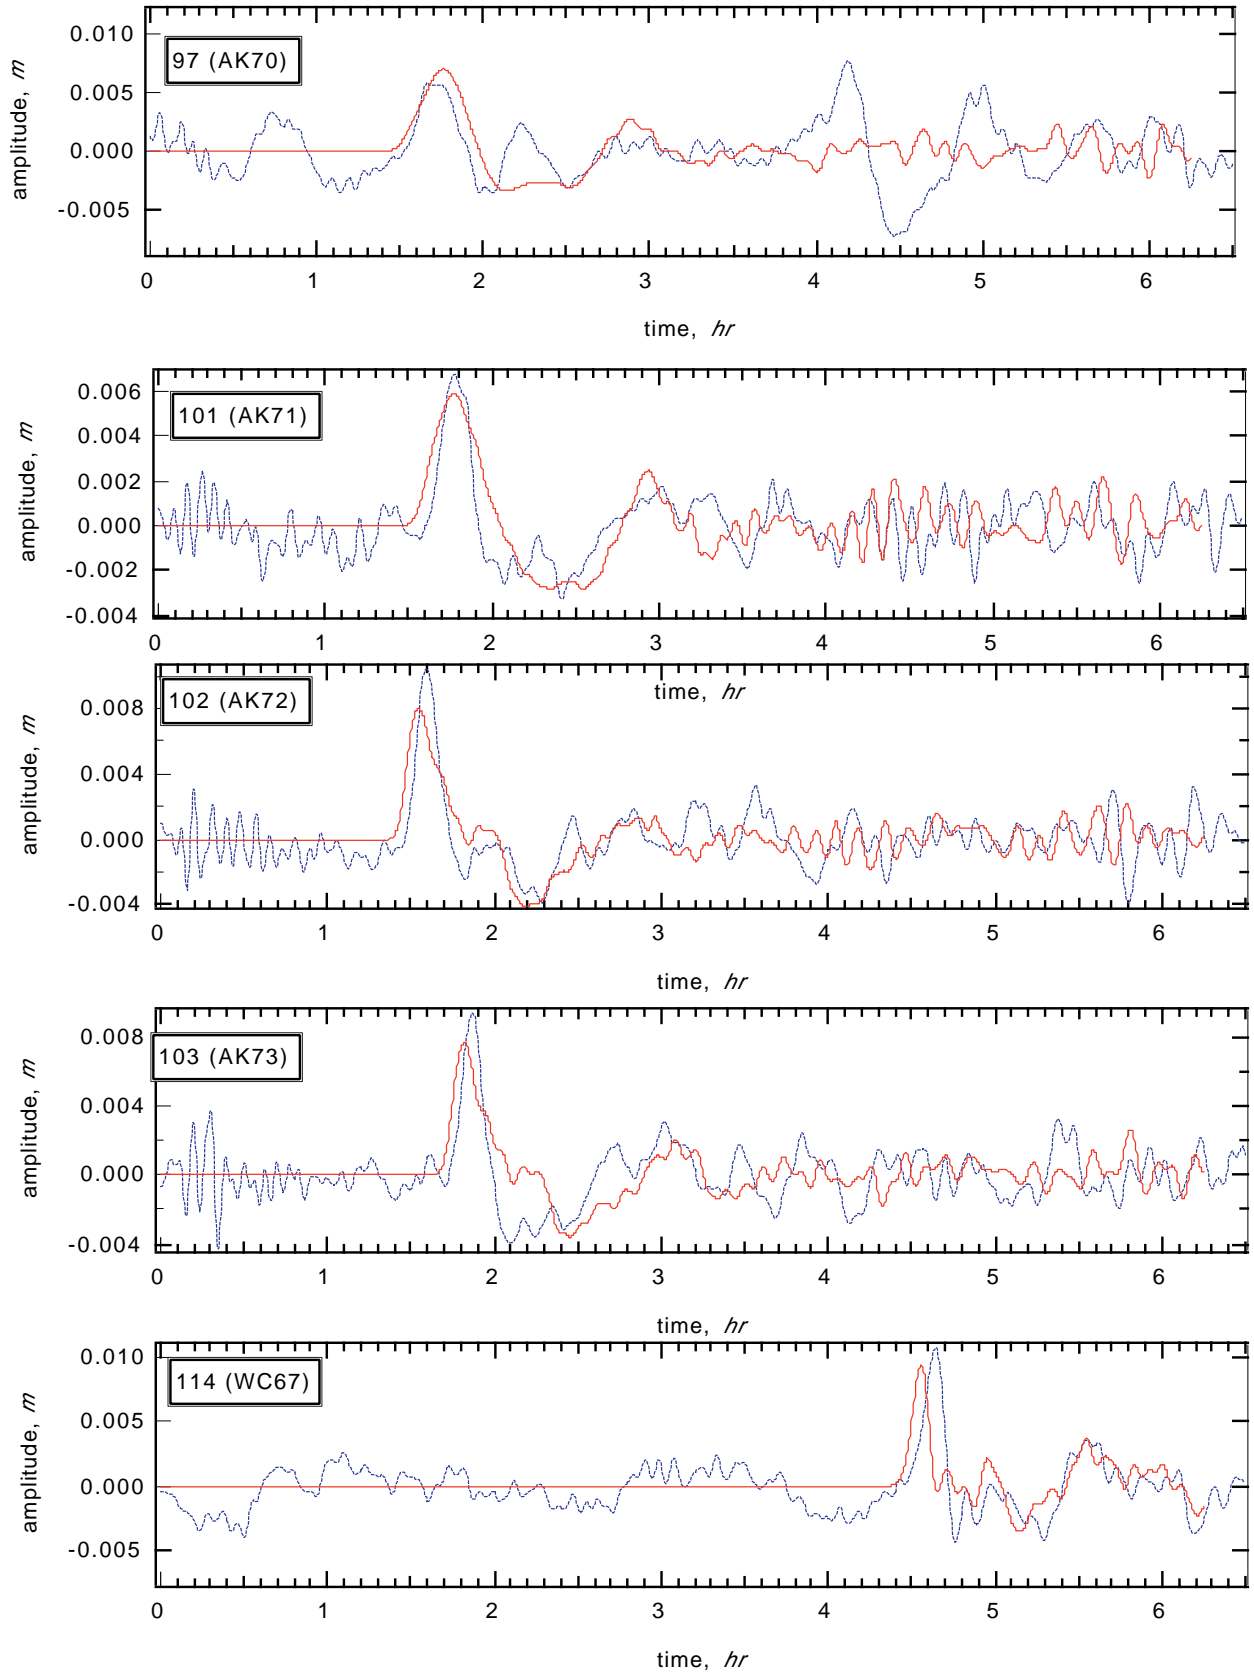 0.010
97 (AK70)
0.005
0.000
-0.005
amplitude, m
0 1 2 3 4 5 6
time, hr
0.006
101 (AK71)
0.004
0.002
0.000
-0.002
-0.004
amplitude, m
0 1 2 3 4 5 6
time, hr
102 (AK72)
0.008
0.004
0.000
-0.004
amplitude, m
0 1 2 3 4 5 6
time, hr
0.008
103 (AK73)
0.004
0.000
-0.004
amplitude, m
0 1 2 3 4 5 6
time, hr
0.010
114 (WC67)
0.005
0.000
-0.005
amplitude, m
0 1 2 3 4 5 6
time, hr